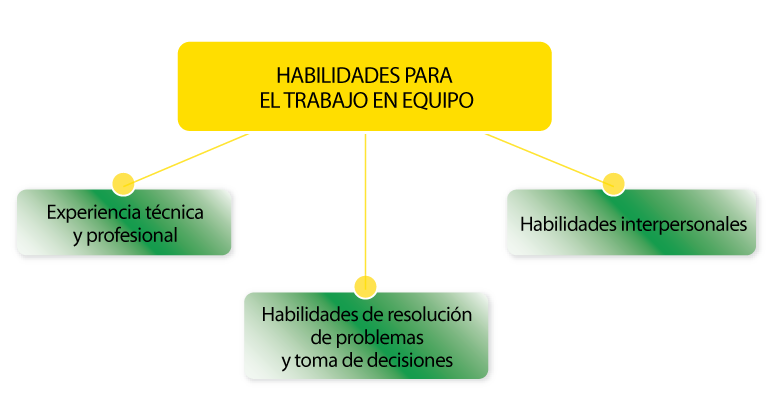 HABILIDADES PARA
EL TRABAJO EN EQUIPO
Experiencia técnica
y profesional
Habilidades interpersonales
Habilidades de resolución
de problemas
y toma de decisiones